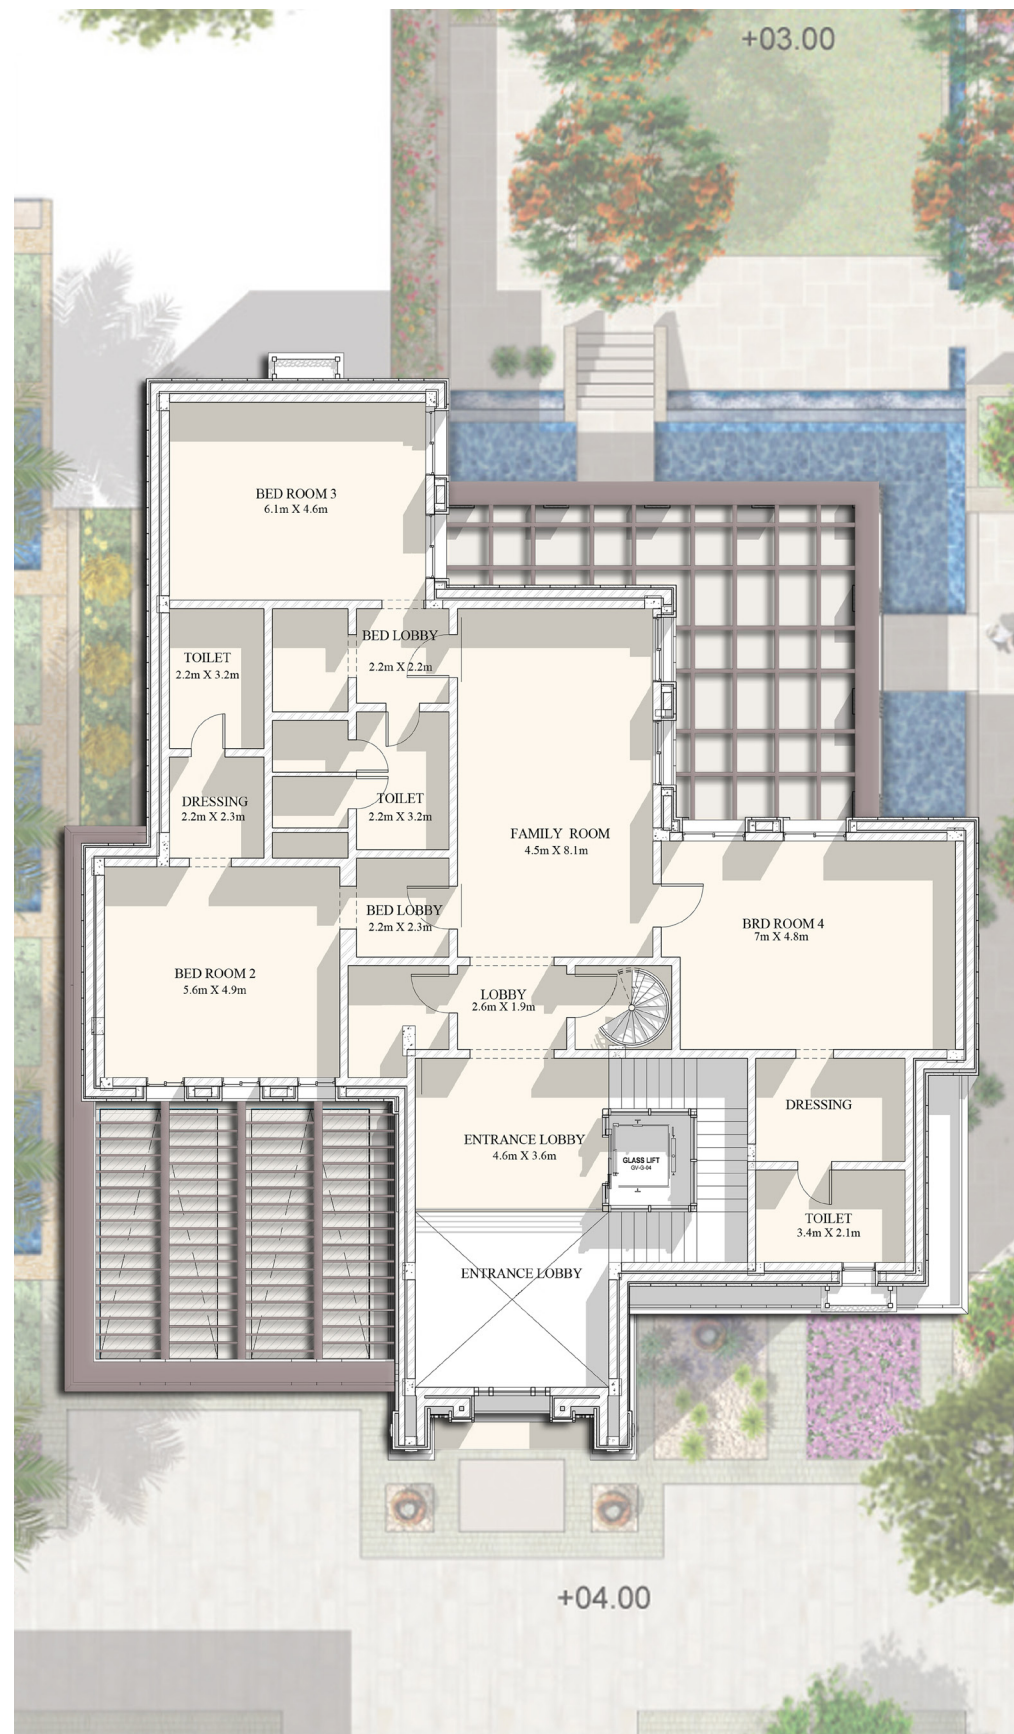 +03.00
BED ROOM 3
6.1m X 4.6m
BED LOBBY
2.2m X 2.2m
TOILET
2.2m X 3.2m
DRESSING
2.2m X 2.3m
TOILET
2.2m X 3.2m
FAMILY ROOM
4.5m X 8.1m
BED LOBBY
2.2m X 2.3m
BRD ROOM 4
7m X 4.8m
BED ROOM 2
5.6m X 4.9m
LOBBY
2.6m X 1.9m
DRESSING
ENTRANCE LOBBY
4.6m X 3.6m
GLASS LIFT
GV-G-04
TOILET
3.4m X 2.1m
ENTRANCE LOBBY
+04.00